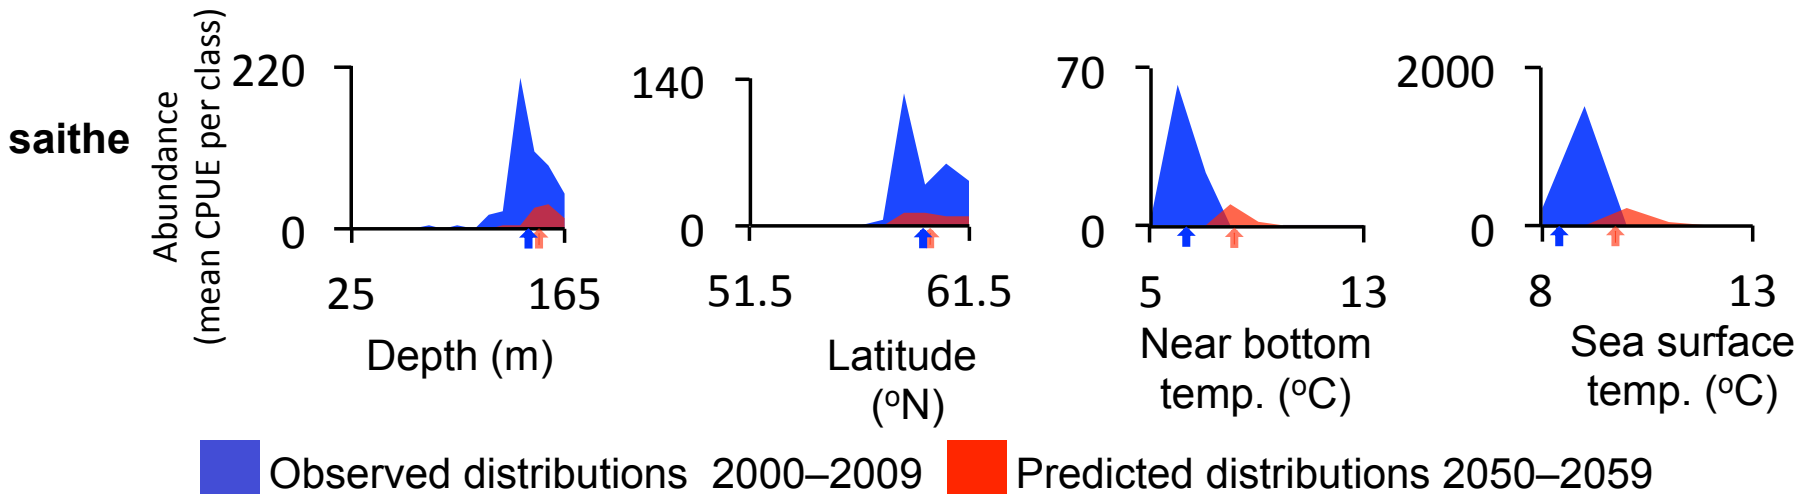 saithe
Abundance
(mean CPUE per class)
220
0
25
165
Depth (m)
140
0
51.5
61.5
Latitude
(ºN)
70
0
5
13
Near bottom
temp. (ºC)
2000
0
8
13
Sea surface
temp. (ºC)
Observed distributions 2000–2009
Predicted distributions 2050–2059